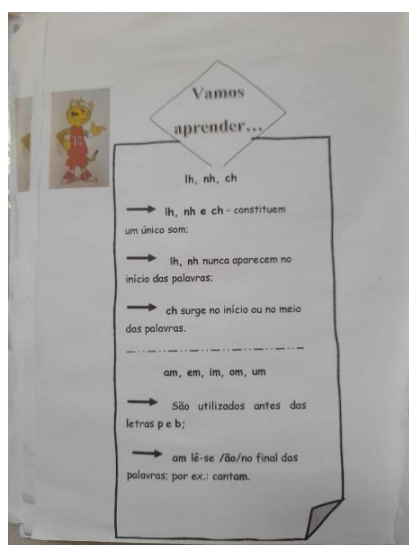 Vamos
aprender...
lh, nh, ch
lh, nh e ch - constituem
um único som;
lh, nh nunca aparecem no
início das palavras;
ch surge no início ou no meio
das palavras.
am, em, im, om, um
São utilizados antes das
letras p e b;
am lê-se /ão/no final das
palavras; por ex.: cantam.